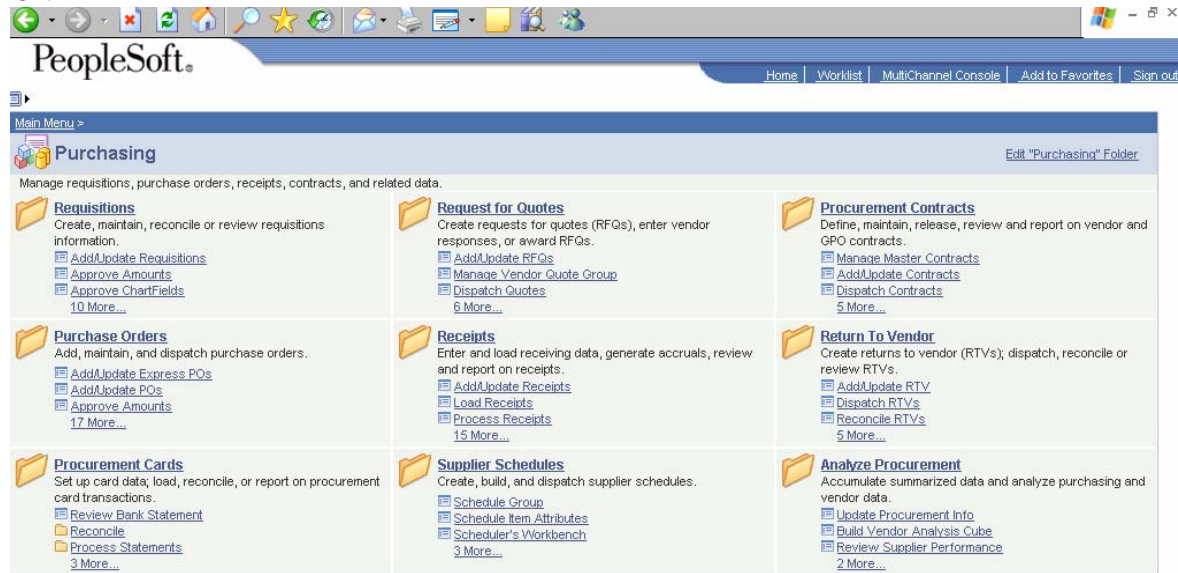 PeopleSoft®
Home | Worklist | MultiChannel Console | Add to Favorites | Sign out
Main Menu >
Purchasing
Edit "Purchasing" Folder
Manage requisitions, purchase orders, receipts, contracts, and related data.
Requisitions
Create, maintain, reconcile or review requisitions
information.
Add/Update Requisitions
Approve Amounts
Approve ChartFields
10 More...
Request for Quotes
Create requests for quotes (RFQs), enter vendor
responses, or award RFQs.
Add/Update RFQs
Manage Vendor Quote Group
Dispatch Quotes
6 More...
Procurement Contracts
Define, maintain, release, review and report on vendor and
GPO contracts.
Manage Master Contracts
Add/Update Contracts
Dispatch Contracts
5 More...
Purchase Orders
Add, maintain, and dispatch purchase orders.
Add/Update Express POs
Add/Update POs
Approve Amounts
17 More...
Receipts
Enter and load receiving data, generate accruals, review
and report on receipts.
Add/Update Receipts
Load Receipts
Process Receipts
15 More...
Return To Vendor
Create returns to vendor (RTVs); dispatch, reconcile or
review RTVs.
Add/Update RTV
Dispatch RTVs
Reconcile RTVs
5 More...
Procurement Cards
Set up card data; load, reconcile, or report on procurement
card transactions.
Review Bank Statement
Reconcile
Process Statements
3 More...
Supplier Schedules
Create, build, and dispatch supplier schedules.
Schedule Group
Schedule Item Attributes
Scheduler's Workbench
3 More...
Analyze Procurement
Accumulate summarized data and analyze purchasing and
vendor data.
Update Procurement Info
Build Vendor Analysis Cube
Review Supplier Performance
2 More...